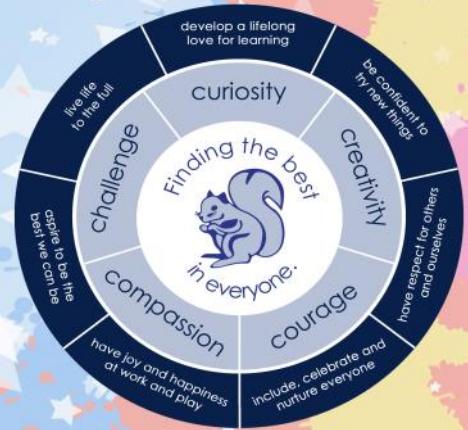 develop a lifelong
love for learning
be confident to
try new things
have respect for others
and ourselves
include, celebrate and
nurture everyone
have joy and happiness
at work and play
aspire to be the
best we can be
live life
to the full
curiosity
creativity
courage
compassion
challenge
Finding the best
in everyone.